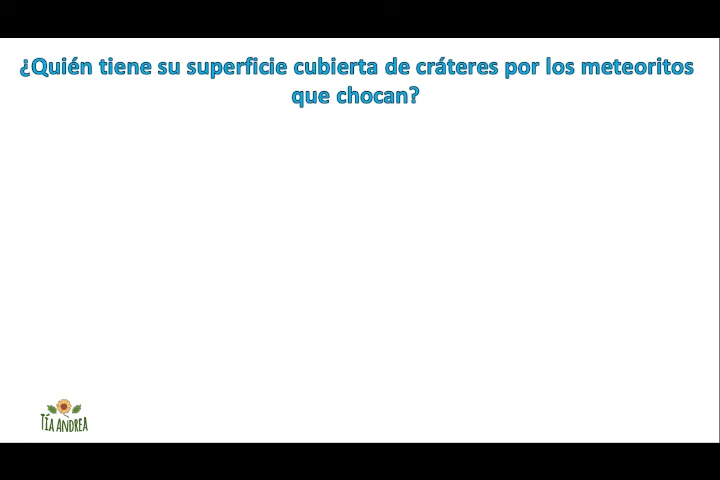 ¿Quién tiene su superficie cubierta de cráteres por los meteoritos
que chocan?
TÍA ANDREA